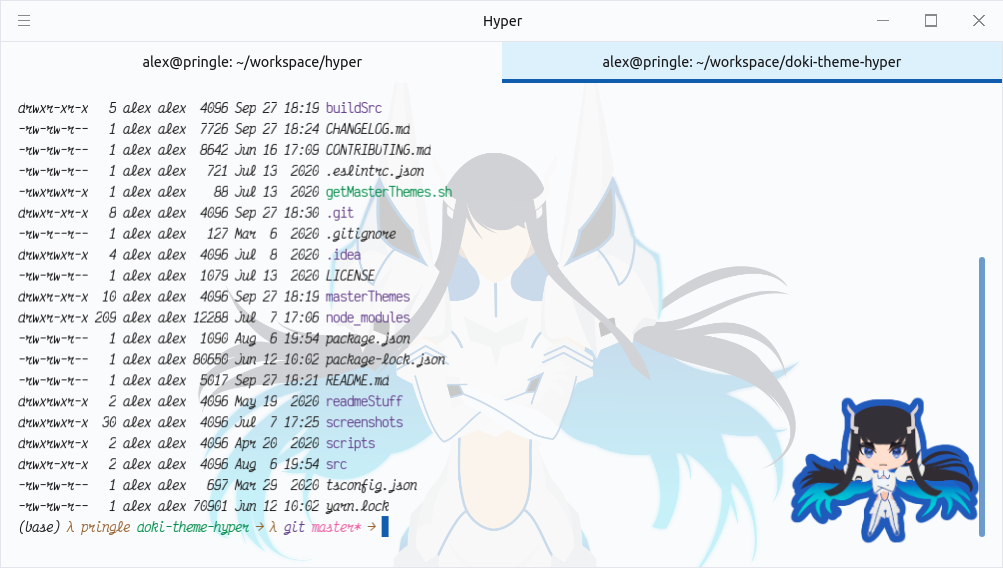 Hyper
alex@pringle: ~/workspace/hyper
alex@pringle: ~/workspace/doki-theme-hyper
drwxr-xr-x 5 alex alex 4096 Sep 27 18:19 buildSrc
-rw-rw-r-- 1 alex alex 7726 Sep 27 18:24 CHANGELOG.md
-rw-rw-r-- 1 alex alex 8642 Jun 16 17:09 CONTRIBUTING.md
-rw-rw-r-- 1 alex alex 721 Jul 13 2020 .eslintrc.json
-rwxrwxr-x 1 alex alex 88 Jul 13 2020 getMasterThemes.sh
drwxrwxr-x 8 alex alex 4096 Sep 27 18:30 .git
-rw-r--r-- 1 alex alex 127 Mar 6 2020 .gitignore
drwxrwxr-x 4 alex alex 4096 Jul 8 2020 .idea
-rw-rw-r-- 1 alex alex 1079 Jul 13 2020 LICENSE
drwxrwxr-x 10 alex alex 4096 Sep 27 18:19 masterThemes
drwxrwxr-x 209 alex alex 12288 Jul 7 17:06 node_modules
-rw-rw-r-- 1 alex alex 1090 Aug 6 19:54 package.json
-rw-rw-r-- 1 alex alex 80650 Jun 12 10:02 package-lock.json
-rw-rw-r-- 1 alex alex 5017 Sep 27 18:21 README.md
drwxrwxr-x 2 alex alex 4096 May 19 2020 readmeStuff
drwxrwxr-x 30 alex alex 4096 Jul 7 17:25 screenshots
drwxrwxr-x 2 alex alex 4096 Apr 20 2020 scripts
drwxrwxr-x 2 alex alex 4096 Aug 6 19:54 src
-rw-rw-r-- 1 alex alex 697 Mar 29 2020 tsconfig.json
-rw-rw-r-- 1 alex alex 70901 Jun 12 10:02 yarn.lock
(base) λ pringle doki-theme-hyper → λ git master* →